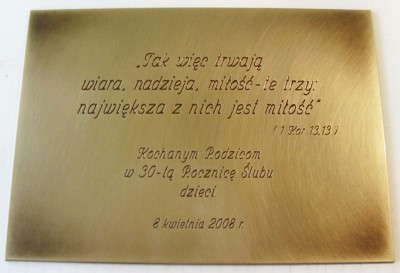 „Tak więc trwają
wiara, nadzieja, miłość-te trzy:
największa z nich jest miłość"
(1 Kor 13,13)
Kochanym Rodzicom
w 30-tą Rocznicę Ślubu
dzieci
8 kwietnia 2008 r.